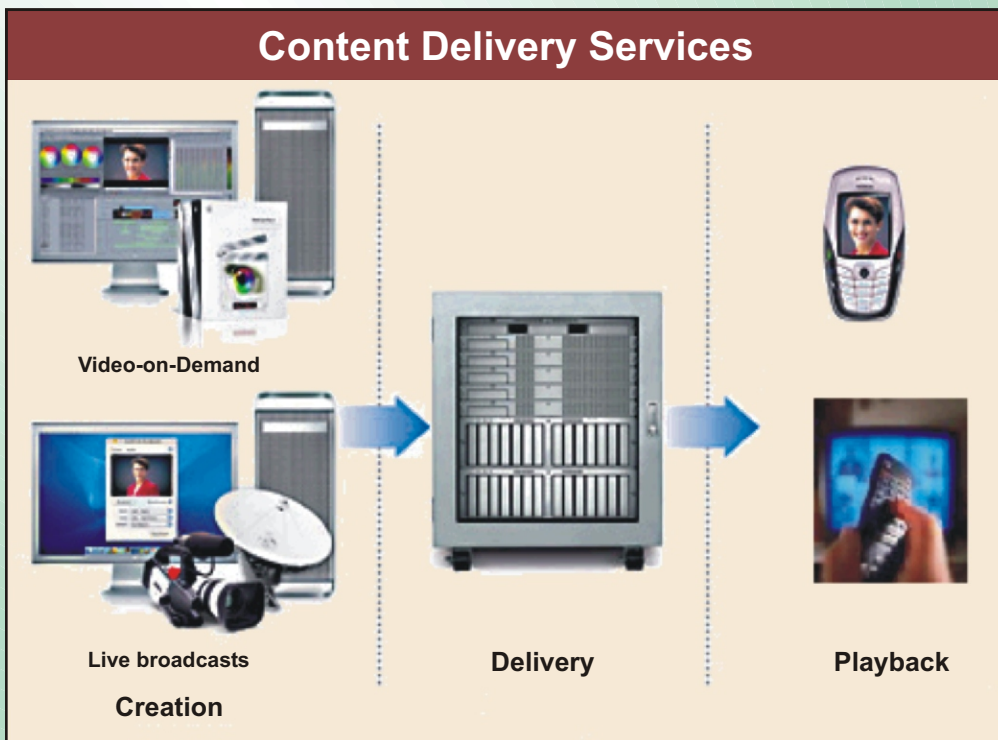 Content Delivery Services
Video-on-Demand
Live broadcasts
Creation
Delivery
Playback